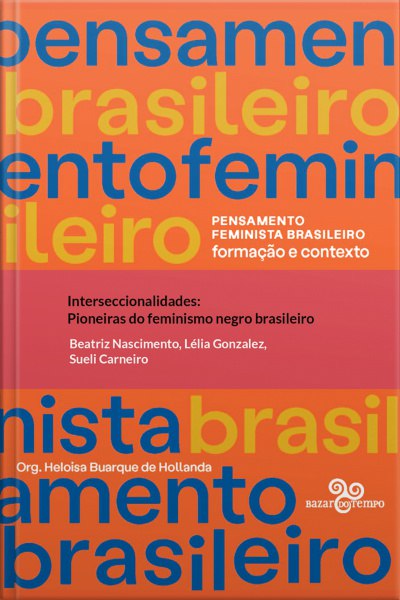 pensamen
brasileiro
entofemin
ileiro
PENSAMENTO
FEMINISTA BRASILEIRO
formação e contexto
Interseccionalidades:
Pioneiras do feminismo negro brasileiro
Beatriz Nascimento, Lélia Gonzalez,
Sueli Carneiro
nistabrasil
Org. Heloisa Buarque de Hollanda
amento
BAZAR DO TEMPO
brasileiro